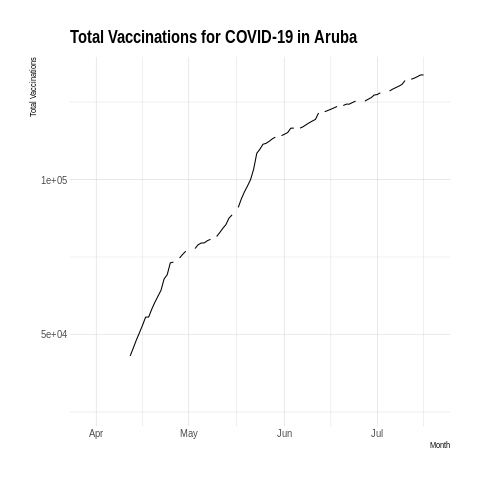 Total Vaccinations for COVID-19 in Aruba
Total Vaccinations
1e+05
5e+04
Apr May Jun Jul
Month